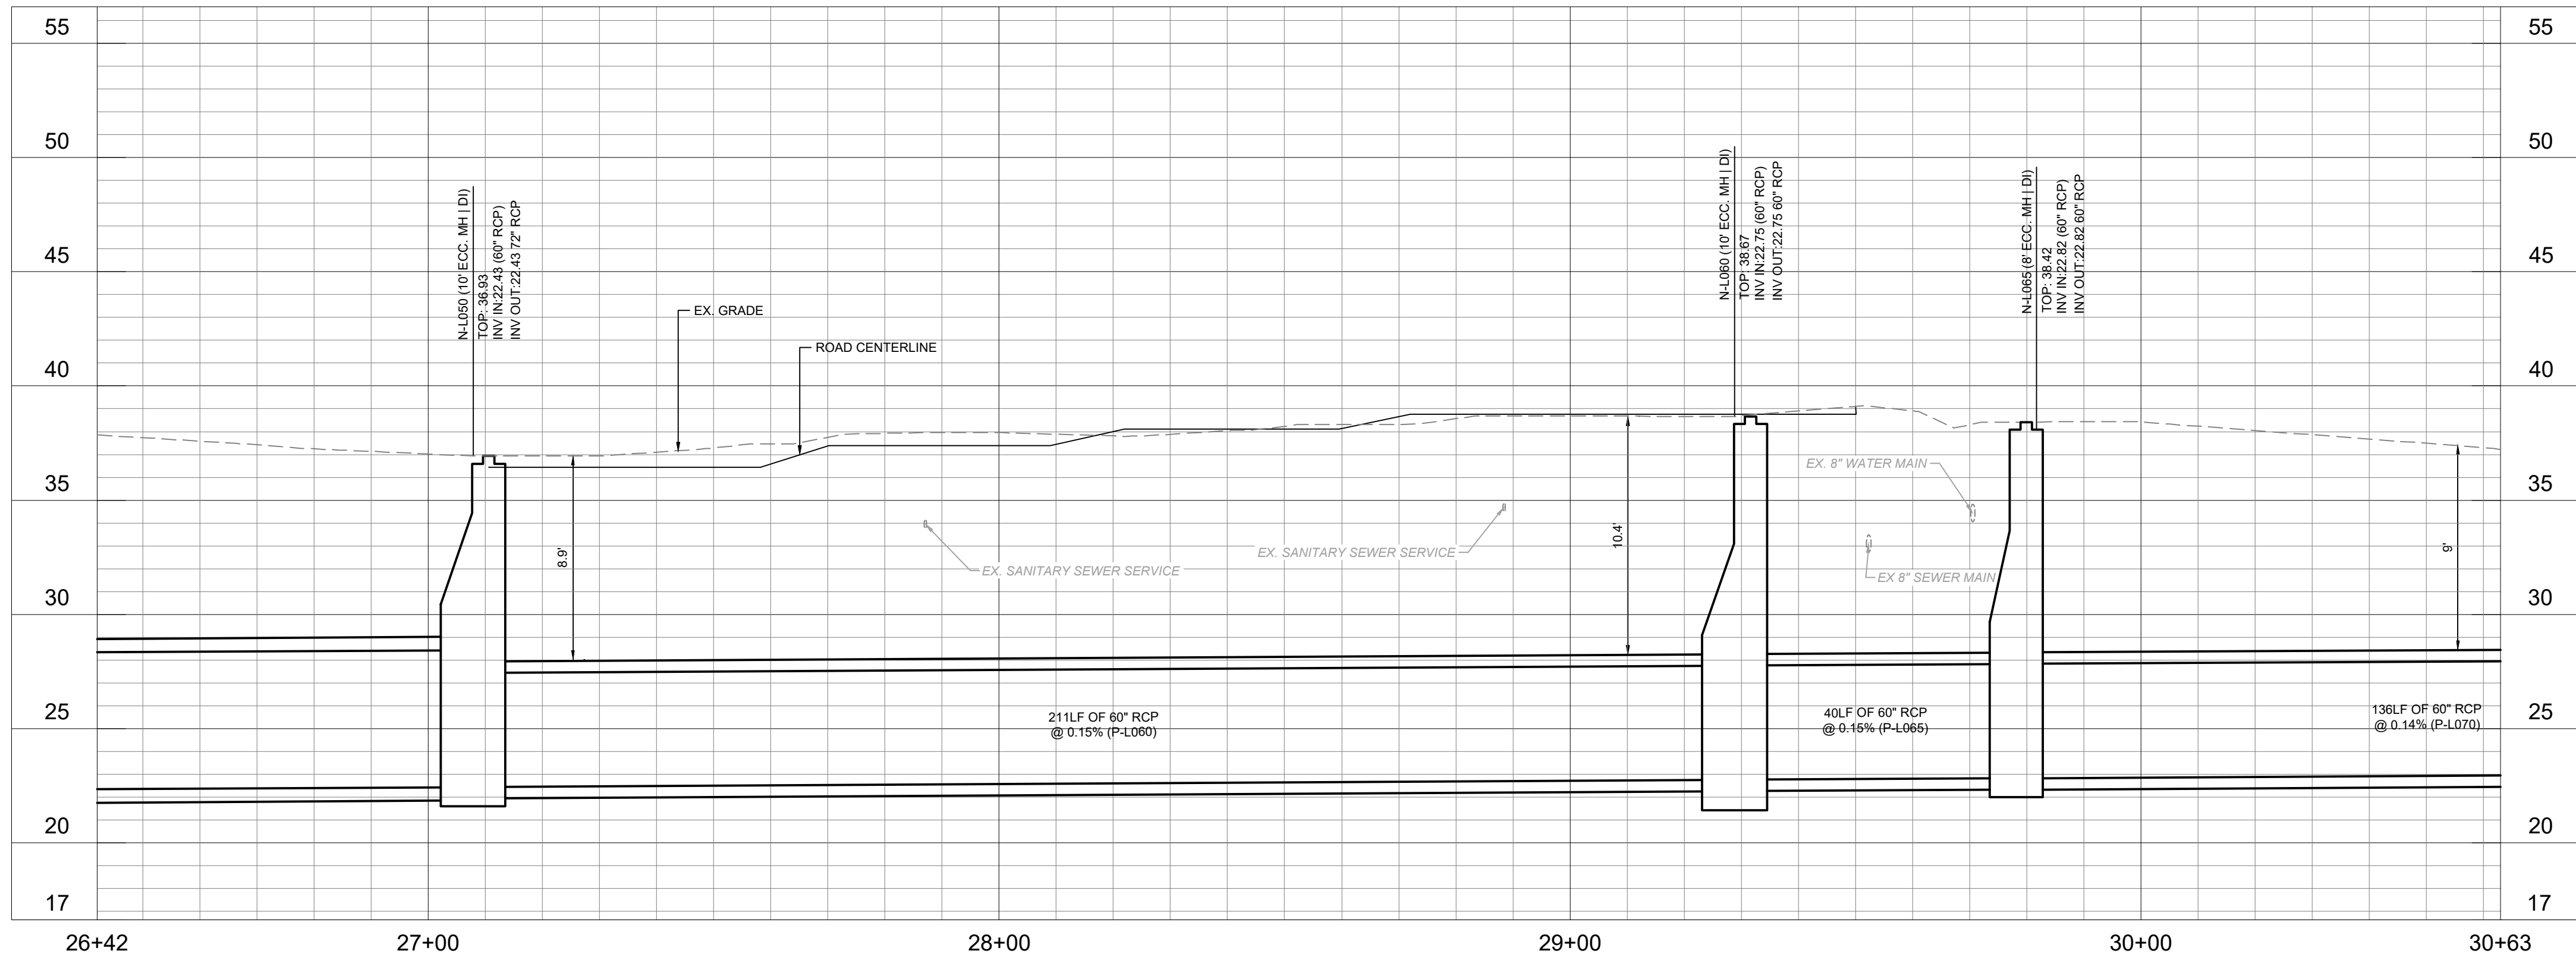 55
55
50
50
45
45
40
40
35
35
30
30
25
25
20
20
17
17
N-L050 (10' ECC. MH | DI)
TOP: 36.93
INV IN:22.43 (60" RCP)
INV OUT:22.43 72" RCP
EX. GRADE
ROAD CENTERLINE
N-L060 (10' ECC. MH | DI)
TOP: 38.67
INV IN:22.75 (60" RCP)
INV OUT:22.75 60" RCP
N-L065 (8' ECC. MH | DI)
TOP: 38.42
INV IN:22.82 (60" RCP)
INV OUT:22.82 60" RCP
EX. 8" WATER MAIN
8.9'
EX. SANITARY SEWER SERVICE
EX. SANITARY SEWER SERVICE
10.4'
EX 8" SEWER MAIN
9'
211LF OF 60" RCP
@ 0.15% (P-L060)
40LF OF 60" RCP
@ 0.15% (P-L065)
136LF OF 60" RCP
@ 0.14% (P-L070)
26+42
27+00
28+00
29+00
30+00
30+63